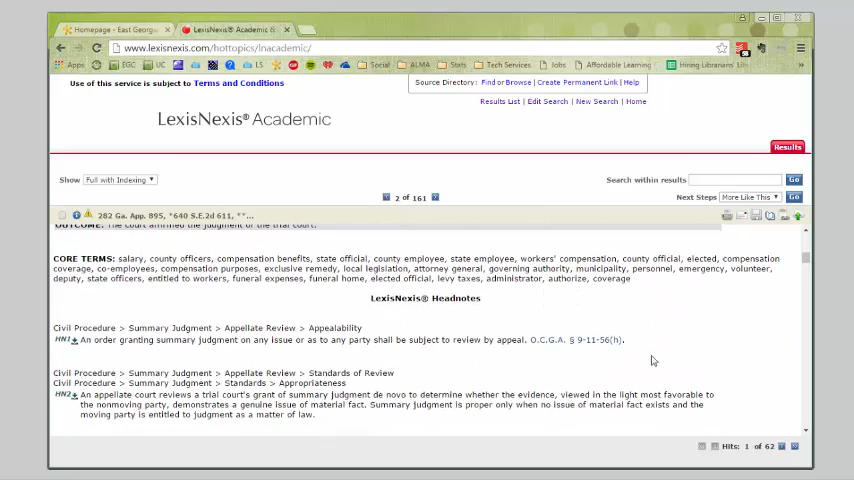 Homepage - East Georgi
LexisNexis® Academic &
www.lexisnexis.com/hottopics/lnacademic/
Apps EGC UC LS Social ALMA Stats Tech Services Jobs Affordable Learning Hiring Librarians'
Use of this service is subject to Terms and Conditions
Source Directory: Find or Browse | Create Permanent Link | Help
Results List | Edit Search | New Search | Home
LexisNexis® Academic
Results
Show Full with Indexing
Search within results Go
2 of 161
Next Steps More Like This Go
282 Ga. App. 895, *640 S.E.2d 611, **...
OUTCOME: The court affirmed the judgment of the trial court.
CORE TERMS: salary, county officers, compensation benefits, state official, county employee, state employee, workers' compensation, county official, elected, compensation
coverage, co-employees, compensation purposes, exclusive remedy, local legislation, attorney general, governing authority, municipality, personnel, emergency, volunteer,
deputy, state officers, entitled to workers, funeral expenses, funeral home, elected official, levy taxes, administrator, authorize, coverage
LexisNexis® Headnotes
Civil Procedure > Summary Judgment > Appellate Review > Appealability
HN1 An order granting summary judgment on any issue or as to any party shall be subject to review by appeal. O.C.G.A. § 9-11-56(h).
Civil Procedure > Summary Judgment > Appellate Review > Standards of Review
Civil Procedure > Summary Judgment > Standards > Appropriateness
HN2 An appellate court reviews a trial court's grant of summary judgment de novo to determine whether the evidence, viewed in the light most favorable to
the nonmoving party, demonstrates a genuine issue of material fact. Summary judgment is proper only when no issue of material fact exists and the
moving party is entitled to judgment as a matter of law.
Hits: 1 of 62